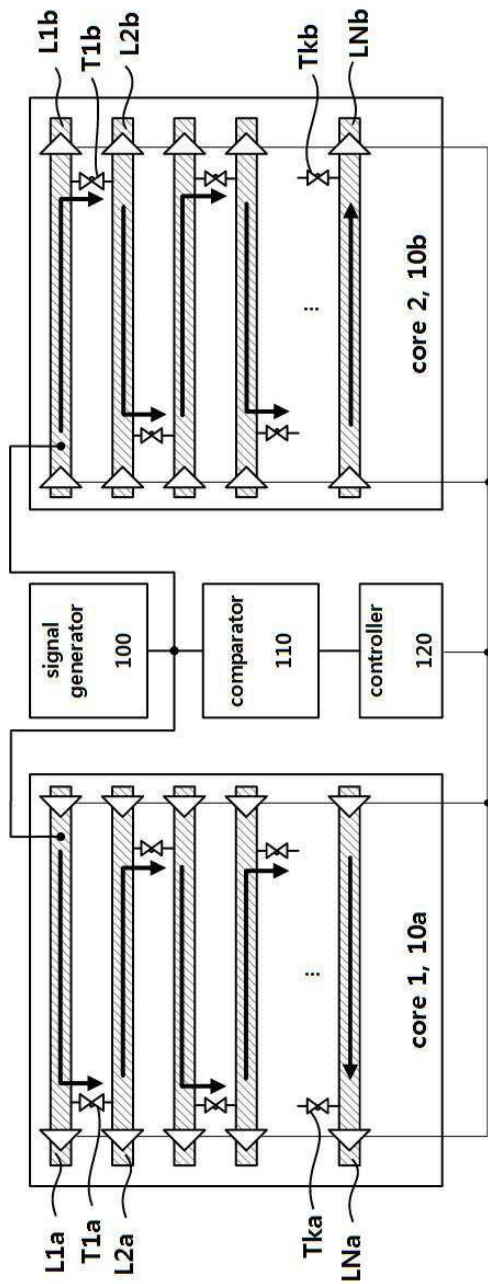 L1a
T1a
L2a
Tka
LNa
core 1, 10a
...
signal
generator
100
comparator
110
controller
120
L1b
T1b
L2b
Tkb
LNb
core 2, 10b
...